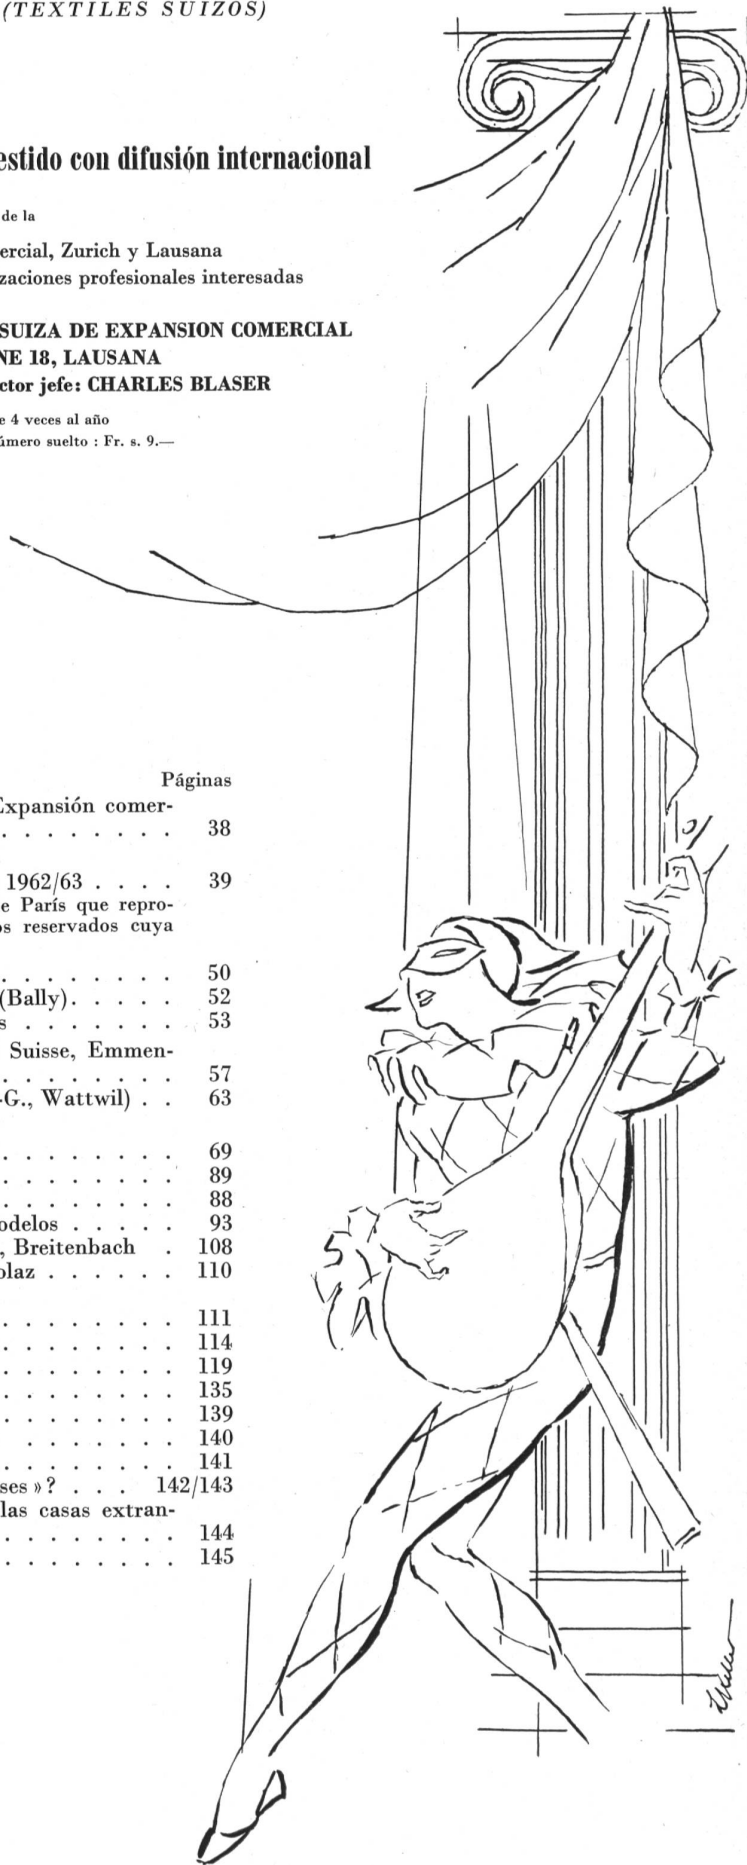 (TEXTILES SUIZOS)
estido con difusión internacional
de la
ercial, Zurich y Lausana
zaciones profesionales interesadas
SUIZA DE EXPANSION COMERCIAL
NE 18, LAUSANA
ctor jefe: CHARLES BLASER
e 4 veces al año
úmero suelto : Fr. s. 9.—
Páginas
Expansión comer-
. . . . . . . . 38
1962/63 . . . . 39
e París que repro-
os reservados cuya
. . . . . . . . 50
(Bally). . . . . 52
s . . . . . . . 53
Suisse, Emmen-
. . . . . . . . 57
-G., Wattwil) . . 63
. . . . . . . . 69
. . . . . . . . 89
. . . . . . . . 88
odelos . . . . . 93
, Breitenbach . 108
olaz . . . . . . 110
. . . . . . . . 111
. . . . . . . . 114
. . . . . . . . 119
. . . . . . . . 135
. . . . . . . . 139
. . . . . . . 140
. . . . . . . . 141
ses » ? . . . 142/143
las casas extran-
. . . . . . . . 144
. . . . . . . . 145